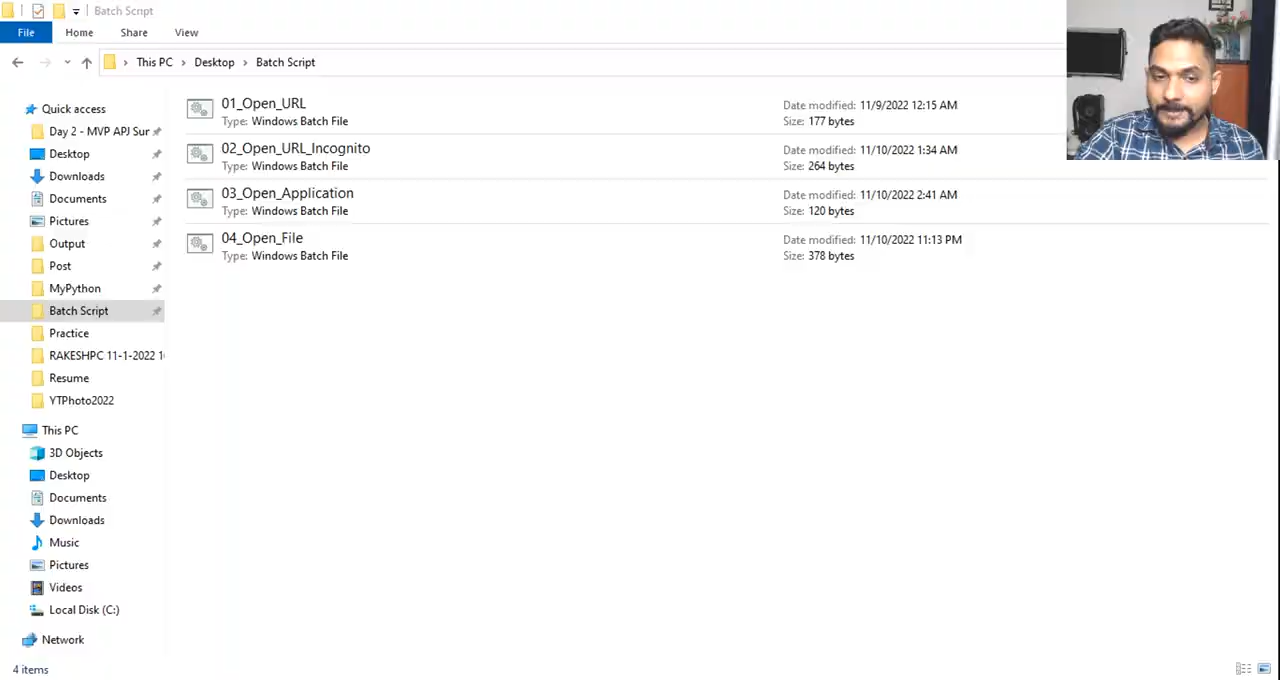 Batch Script
File Home Share View
This PC Desktop Batch Script
Quick access
Day 2 - MVP APJ Sur
Desktop
Downloads
Documents
Pictures
Output
Post
MyPython
Batch Script
Practice
RAKESHPC 11-1-2022 1
Resume
YTPhoto2022
This PC
3D Objects
Desktop
Documents
Downloads
Music
Pictures
Videos
Local Disk (C:)
Network
01_Open_URL
Date modified: 11/9/2022 12:15 AM
Type: Windows Batch File
Size: 177 bytes
02_Open_URL_Incognito
Date modified: 11/10/2022 1:34 AM
Type: Windows Batch File
Size: 264 bytes
03_Open_Application
Date modified: 11/10/2022 2:41 AM
Type: Windows Batch File
Size: 120 bytes
04_Open_File
Date modified: 11/10/2022 11:13 PM
Type: Windows Batch File
Size: 378 bytes
4 items